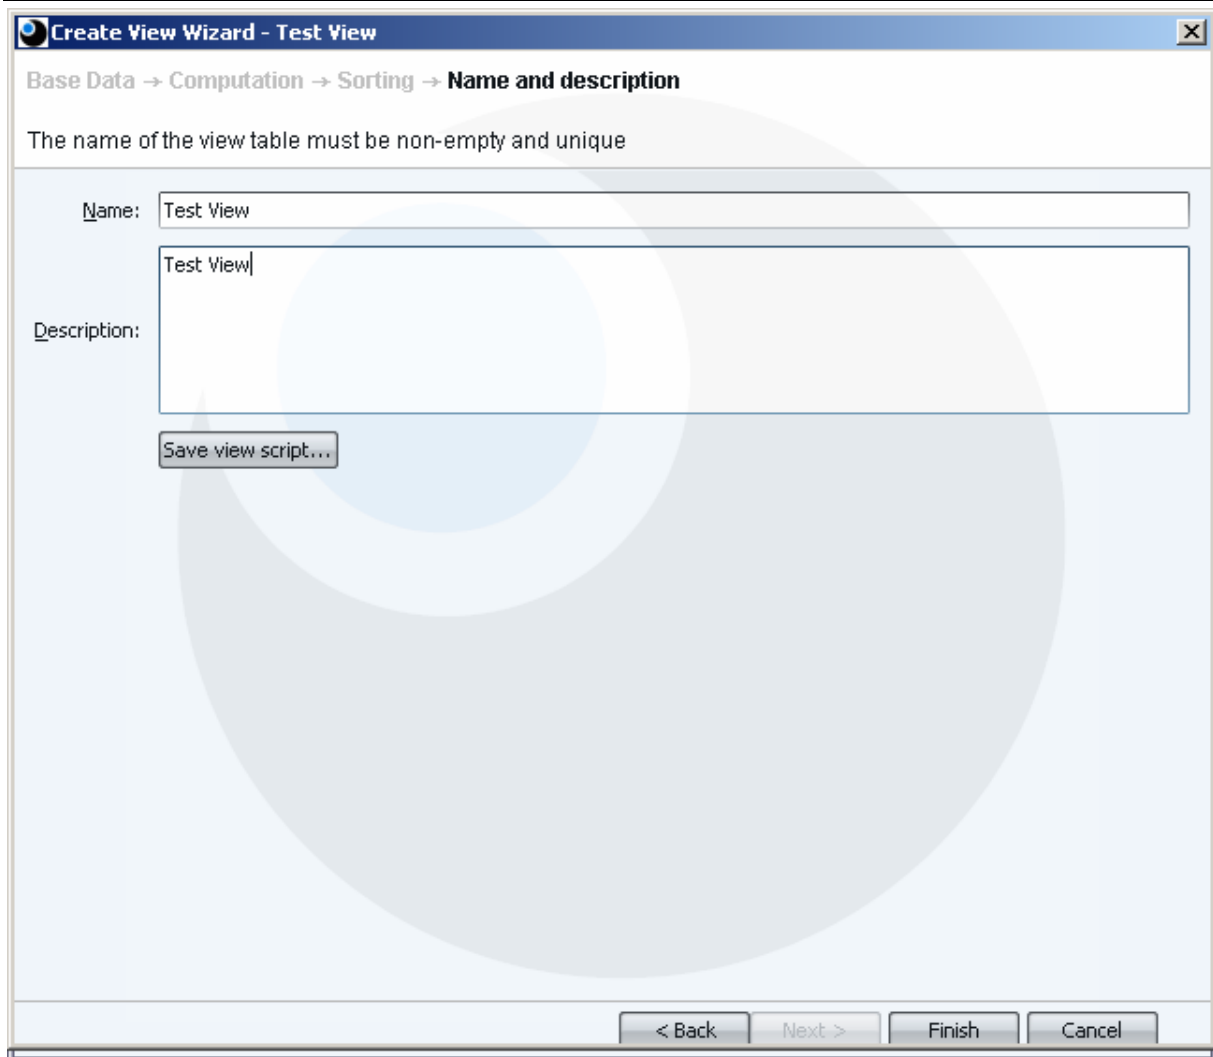 Create View Wizard - Test View
Base Data → Computation → Sorting → Name and description
The name of the view table must be non-empty and unique
Name: Test View
Test View
Description:
Save view script...
< Back Next > Finish Cancel